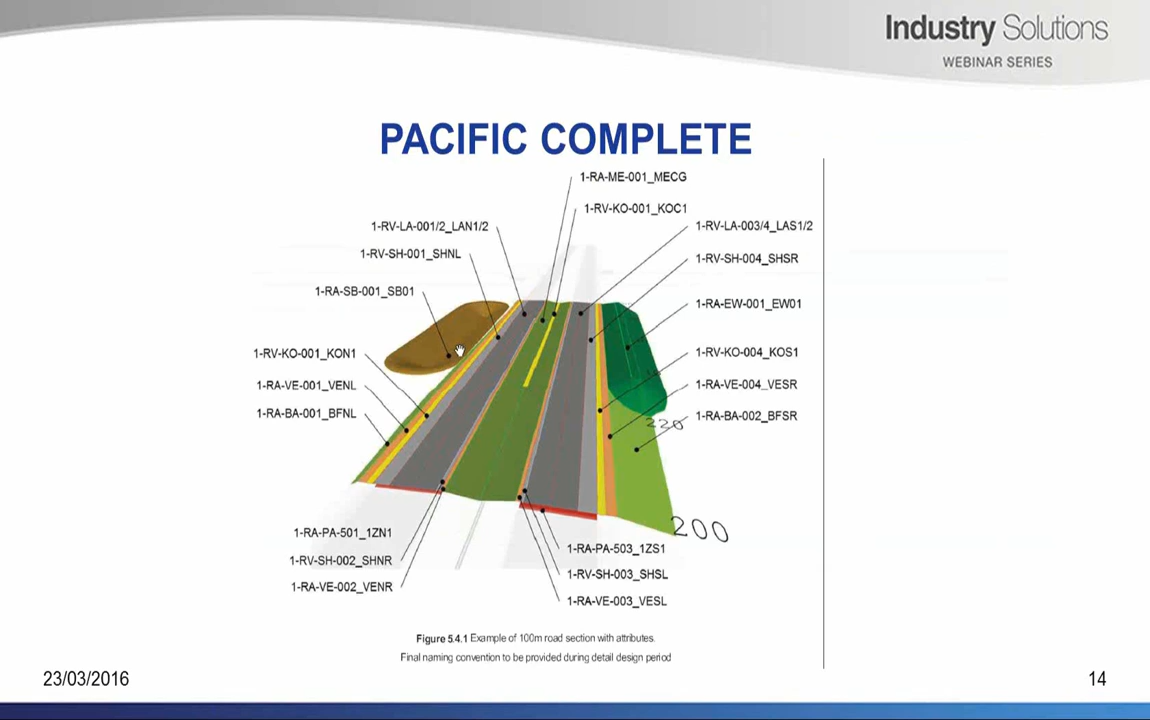 Industry Solutions
WEBINAR SERIES
PACIFIC COMPLETE
1-RA-ME-001_MECG
1-RV-KO-001_KOC1
1-RV-LA-001/2_LAN1/2
1-RV-LA-003/4_LAS1/2
1-RV-SH-001_SHNL
1-RV-SH-004_SHSR
1-RA-SB-001_SB01
1-RA-EW-001_EW01
1-RV-KO-001_KON1
1-RV-KO-004_KOS1
1-RA-VE-001_VENL
1-RA-VE-004_VESR
1-RA-BA-001_BFNL
1-RA-BA-002_BFSR
220
200
1-RA-PA-501_1ZN1
1-RA-PA-503_1ZS1
1-RV-SH-002_SHNR
1-RV-SH-003_SHSL
1-RA-VE-002_VENR
1-RA-VE-003_VESL
Figure 5.4.1 Example of 100m road section with attributes.
Final naming convention to be provided during detail design period
23/03/2016
14